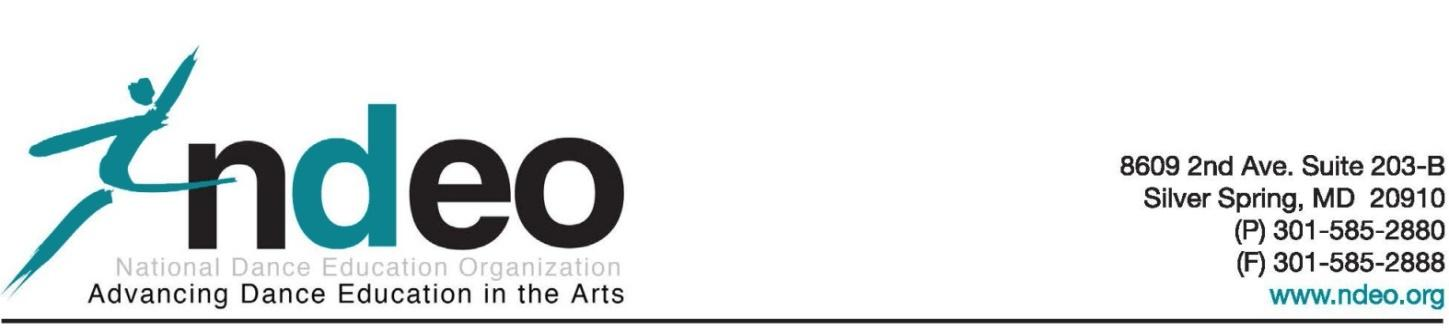 ndeo
National Dance Education Organization
Advancing Dance Education in the Arts
8609 2nd Ave. Suite 203-B
Silver Spring, MD  20910
(P) 301-585-2880
(F) 301-585-2888
www.ndeo.org